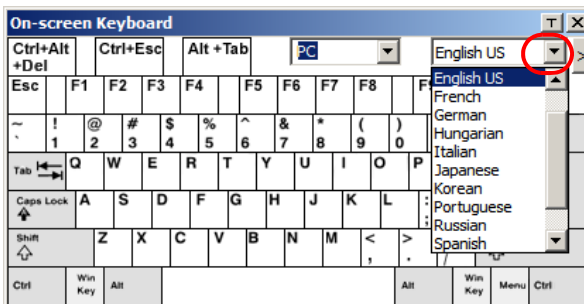 On-screen Keyboard T X
Ctrl+Alt +Del Ctrl+Esc Alt +Tab PC English US >
Esc F1 F2 F3 F4 F5 F6 F7 F8
English US
French
German
Hungarian
Italian
Japanese
Korean
Portuguese
Russian
Spanish
~ ` ! 1 @ 2 # 3 $ 4 % 5 ^ 6 & 7 * 8 ( 9 ) 0
Tab Q W E R T Y U I O P
Caps Lock A S D F G H J K L : ;
Shift Z X C V B N M < , > . /
Ctrl Win Key Alt Alt Win Key Menu Ctrl